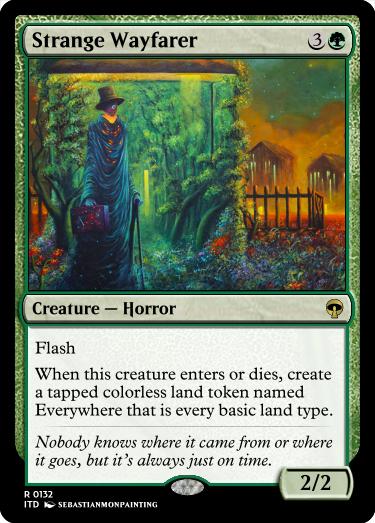 Strange Wayfarer 3
Creature — Horror
Flash
When this creature enters or dies, create
a tapped colorless land token named
Everywhere that is every basic land type.
Nobody knows where it came from or where
it goes, but it's always just on time.
2/2
R 0132
ITD SEBASTIANMONPAINTING